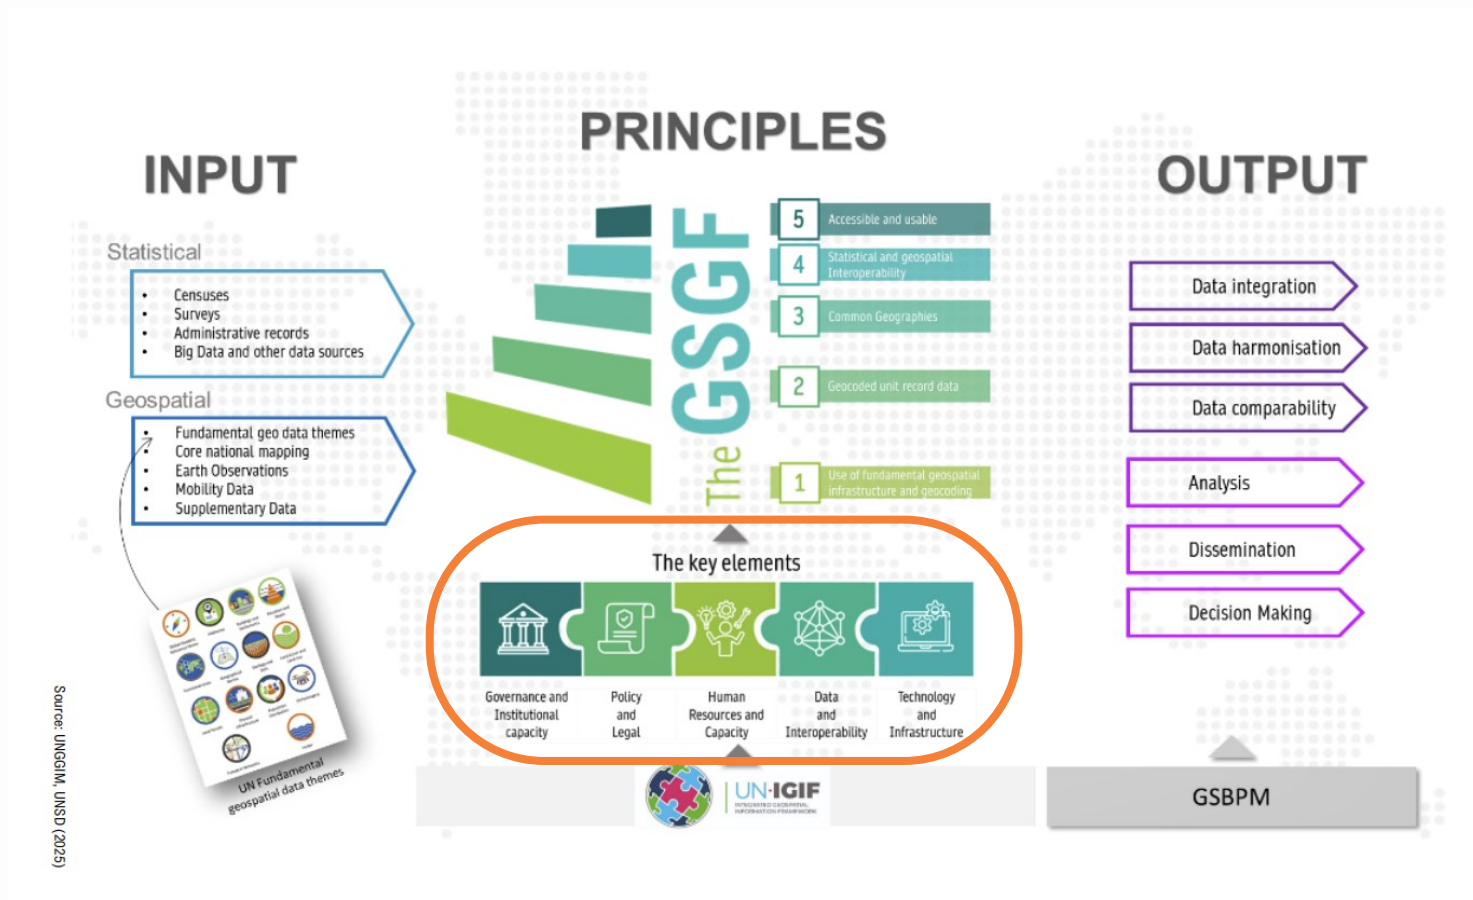 PRINCIPLES
INPUT
OUTPUT
Statistical
• Censuses
• Surveys
• Administrative records
• Big Data and other data sources
Geospatial
• Fundamental geo data themes
• Core national mapping
• Earth Observations
• Mobility Data
• Supplementary Data
UN Fundamental
geospatial data themes
The GSGF
5 Accessible and usable
4 Statistical and geospatial
Interoperability
3 Common Geographies
2 Geocoded unit record data
1 Use of fundamental geospatial
infrastructure and geocoding
The key elements
Governance and
Institutional
capacity
Policy
and
Legal
Human
Resources and
Capacity
Data
and
Interoperability
Technology
and
Infrastructure
UN-IGIF
INTEGRATED GEOSPATIAL
INFORMATION FRAMEWORK
Data integration
Data harmonisation
Data comparability
Analysis
Dissemination
Decision Making
GSBPM
Source: UNGGIM, UNSD (2025)